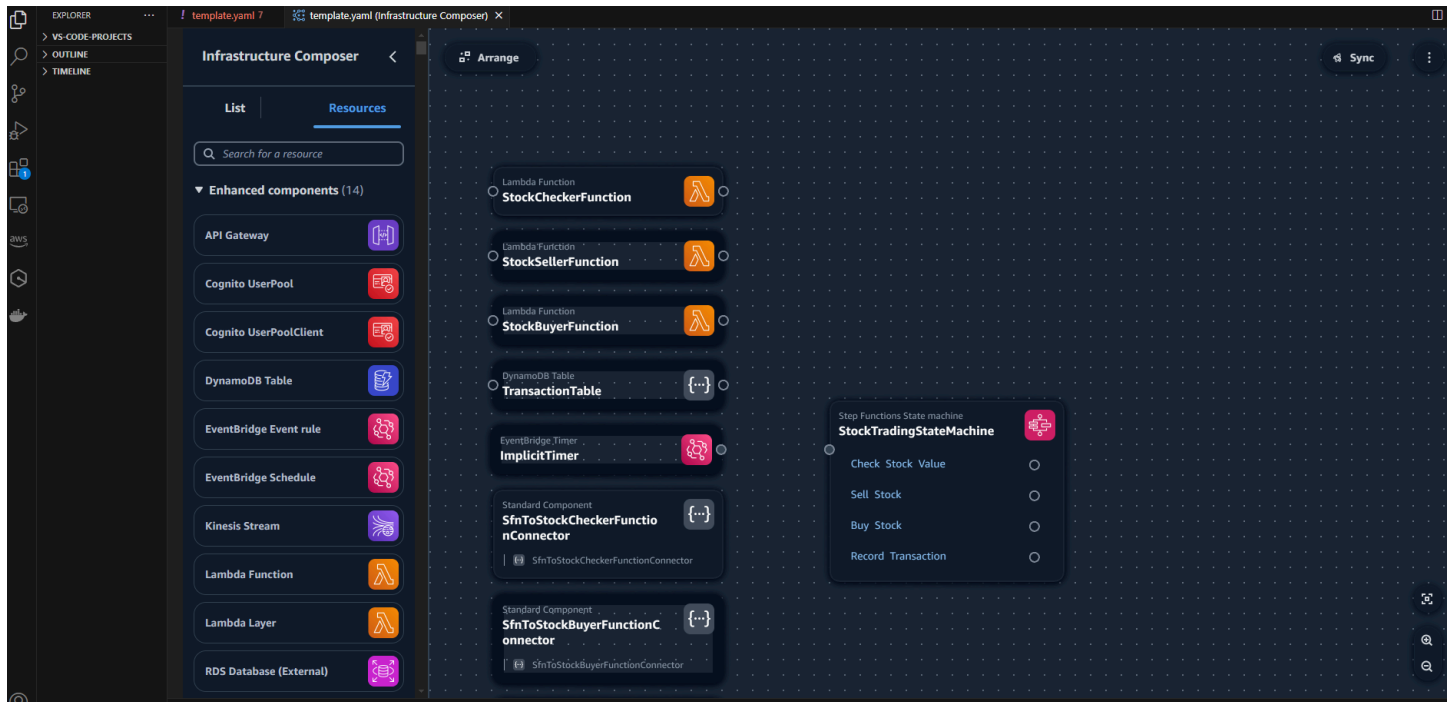 EXPLORER
...
! template.yaml 7
template.yaml (Infrastructure Composer) ×
> VS-CODE-PROJECTS
> OUTLINE
> TIMELINE
1
aws
Infrastructure Composer
List
Resources
Search for a resource
Enhanced components (14)
API Gateway
Cognito UserPool
Cognito UserPoolClient
DynamoDB Table
EventBridge Event rule
EventBridge Schedule
Kinesis Stream
Lambda Function
Lambda Layer
RDS Database (External)
Arrange
Sync
Lambda Function
StockCheckerFunction
Lambda Function
StockSellerFunction
Lambda Function
StockBuyerFunction
DynamoDB Table
TransactionTable
{...}
EventBridge Timer
ImplicitTimer
Standard Component
SfnToStockCheckerFunctio
nConnector
{...}
SfnToStockCheckerFunctionConnector
Standard Component
SfnToStockBuyerFunctionC
onnector
{...}
SfnToStockBuyerFunctionConnector
Step Functions State machine
StockTradingStateMachine
Check Stock Value
Sell Stock
Buy Stock
Record Transaction